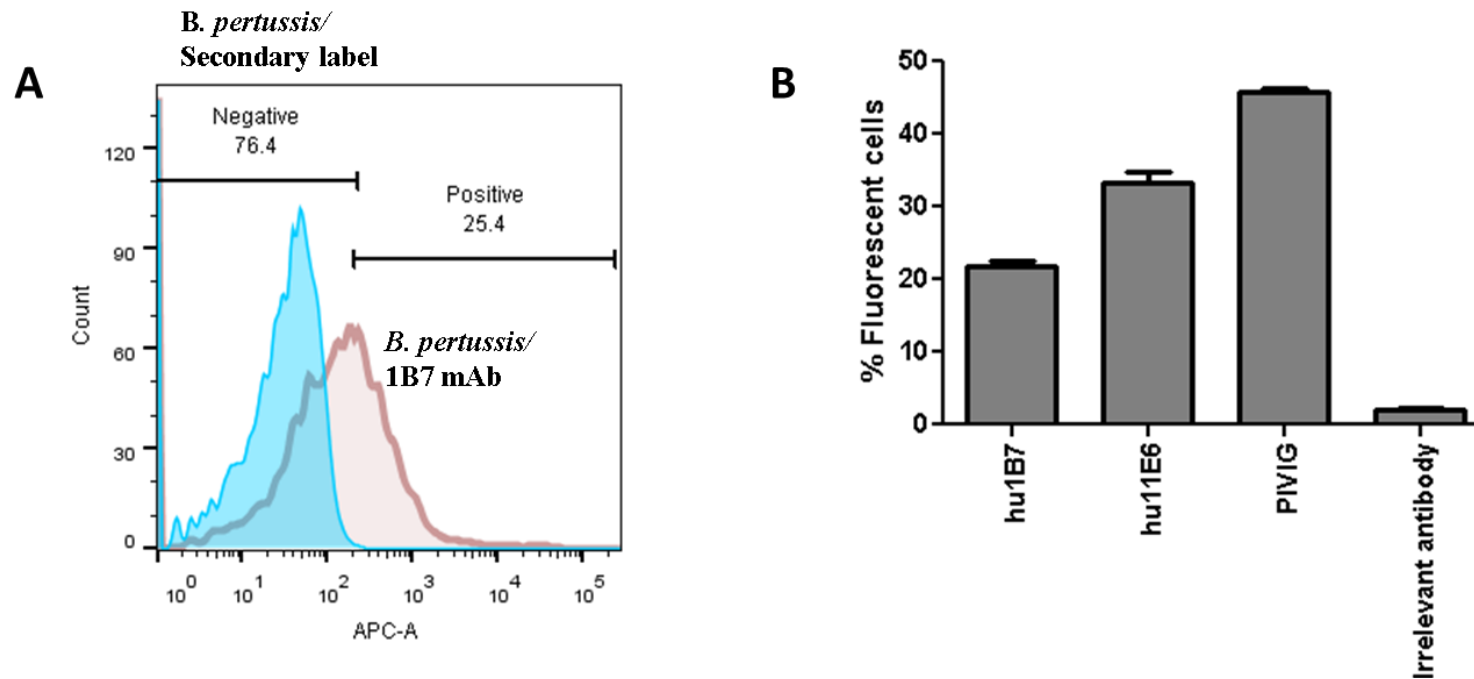 B. pertussis/
Secondary label
A
Negative
76.4
Positive
25.4
B. pertussis/
1B7 mAb
Count
120
90
60
30
0
10^0 10^1 10^2 10^3 10^4 10^5
APC-A
B
% Fluorescent cells
50
40
30
20
10
0
hu1B7
hu11E6
PIVIG
Irrelevant antibody